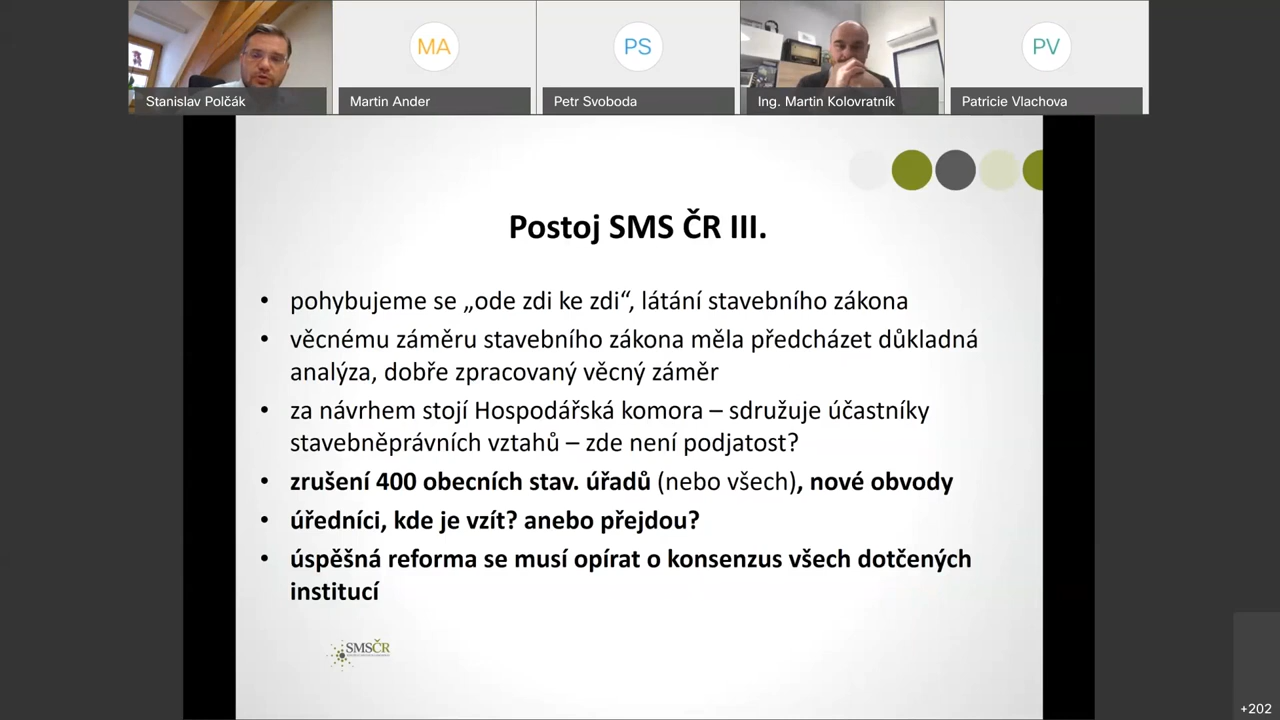 MA
PS
PV
Stanislav Polčák
Martin Ander
Petr Svoboda
Ing. Martin Kolovratník
Patricie Vlachova
Postoj SMS ČR III.
• pohybujeme se „ode zdi ke zdi“, látání stavebního zákona
• věcnému záměru stavebního zákona měla předcházet důkladná
analýza, dobře zpracovaný věcný záměr
• za návrhem stojí Hospodářská komora – sdružuje účastníky
stavebněprávních vztahů – zde není podjatost?
• zrušení 400 obecních stav. úřadů (nebo všech), nové obvody
• úředníci, kde je vzít? anebo přejdou?
• úspěšná reforma se musí opírat o konsenzus všech dotčených
institucí
SMSČR
+202